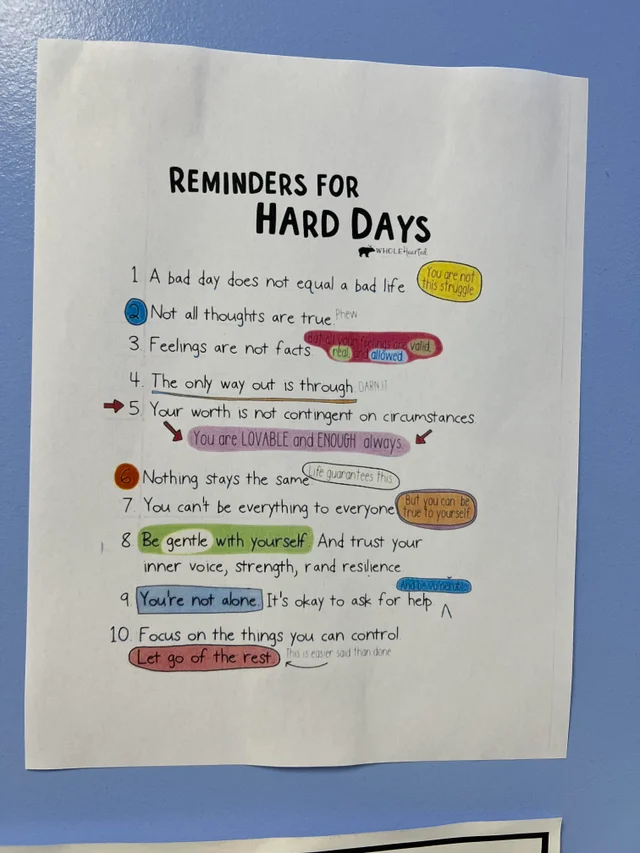 REMINDERS FOR
HARD DAYS
WHOLEHearted
1. A bad day does not equal a bad life You are not this struggle
2. Not all thoughts are true. Phew
3. Feelings are not facts. But all your feelings are valid, real, and allowed.
4. The only way out is through. DARN IT
5. Your worth is not contingent on circumstances
You are LOVABLE and ENOUGH always.
6. Nothing stays the same Life guarantees this.
7. You can't be everything to everyone But you can be true to yourself
8 Be gentle with yourself. And trust your
inner voice, strength, rand resilience
And be vulnerable
9. You're not alone. It's okay to ask for help
10. Focus on the things you can control.
Let go of the rest. This is easier said than done